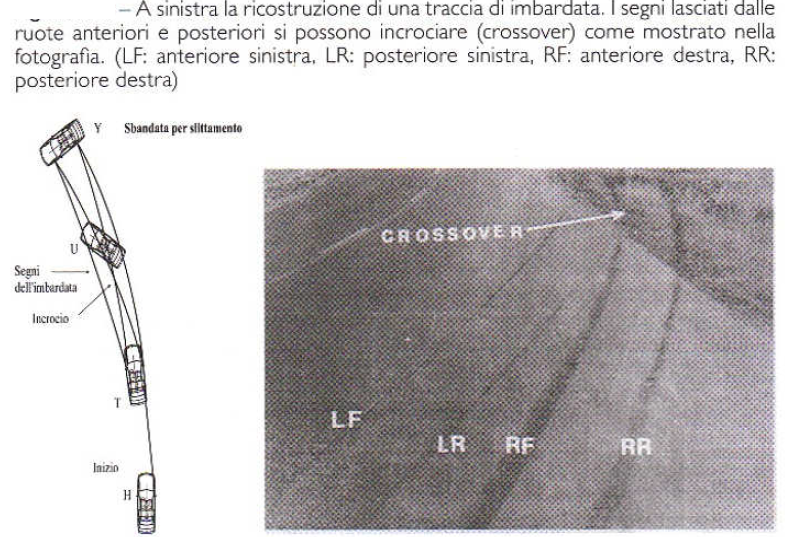 – A sinistra la ricostruzione di una traccia di imbardata. I segni lasciati dalle
ruote anteriori e posteriori si possono incrociare (crossover) come mostrato nella
fotografia. (LF: anteriore sinistra, LR: posteriore sinistra, RF: anteriore destra, RR:
posteriore destra)
Y Sbandata per slittamento
U
Segni
dell'imbardata
Incrocio
T
Inizio
H
CROSSOVER
LF
LR RF RR